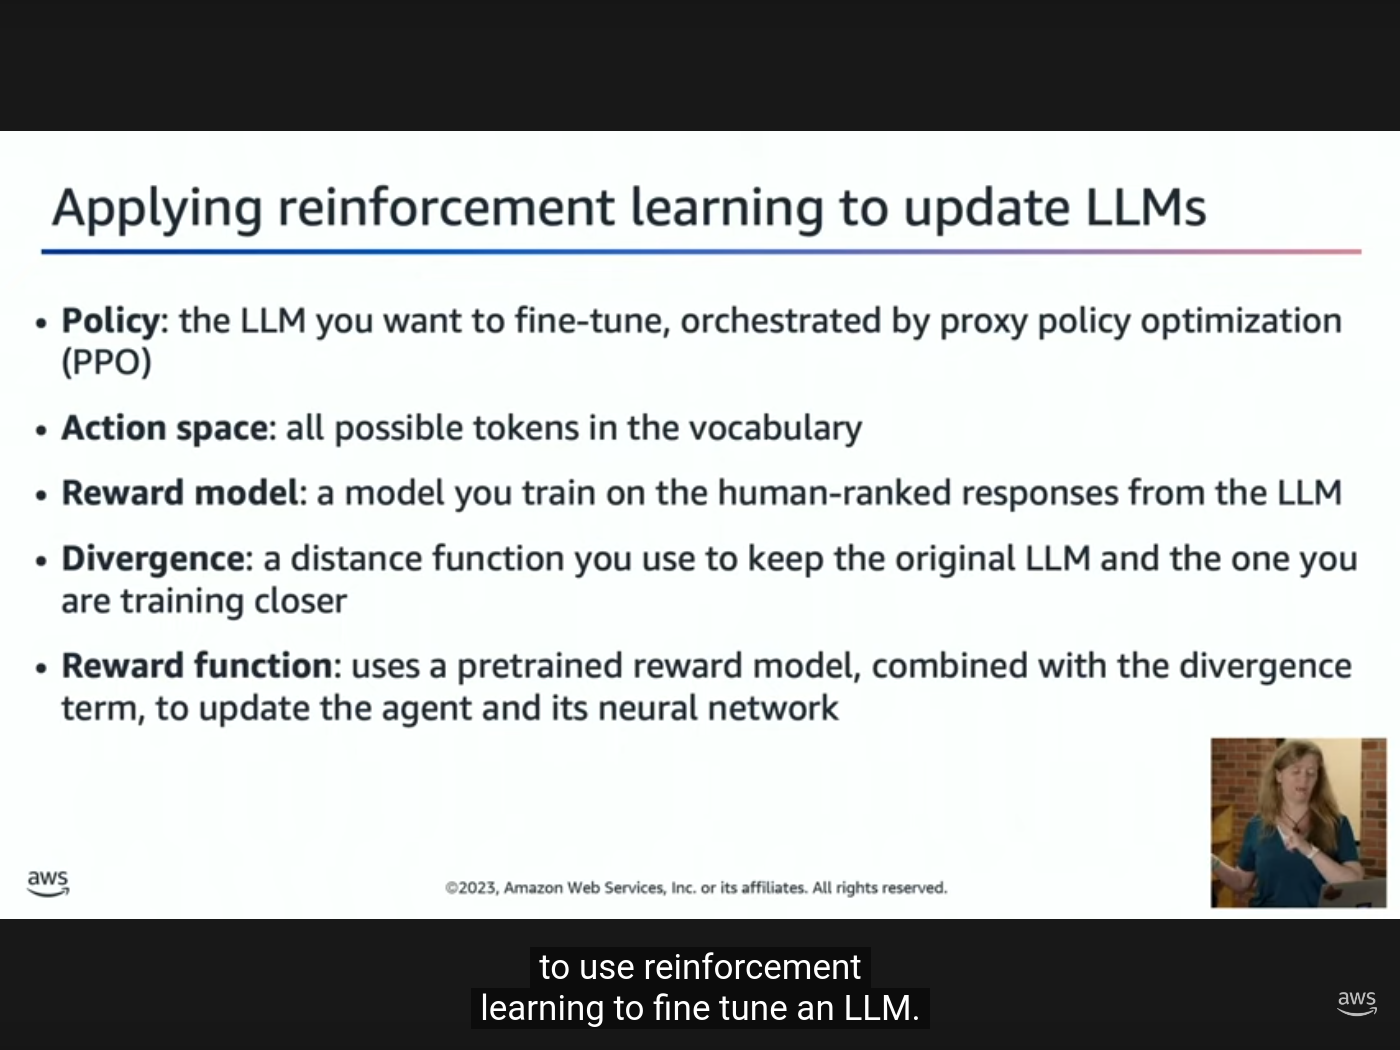 Applying reinforcement learning to update LLMs
• Policy: the LLM you want to fine-tune, orchestrated by proxy policy optimization
(PPO)
• Action space: all possible tokens in the vocabulary
• Reward model: a model you train on the human-ranked responses from the LLM
• Divergence: a distance function you use to keep the original LLM and the one you
are training closer
• Reward function: uses a pretrained reward model, combined with the divergence
term, to update the agent and its neural network
aws
©2023, Amazon Web Services, Inc. or its affiliates. All rights reserved.
to use reinforcement
learning to fine tune an LLM.
aws